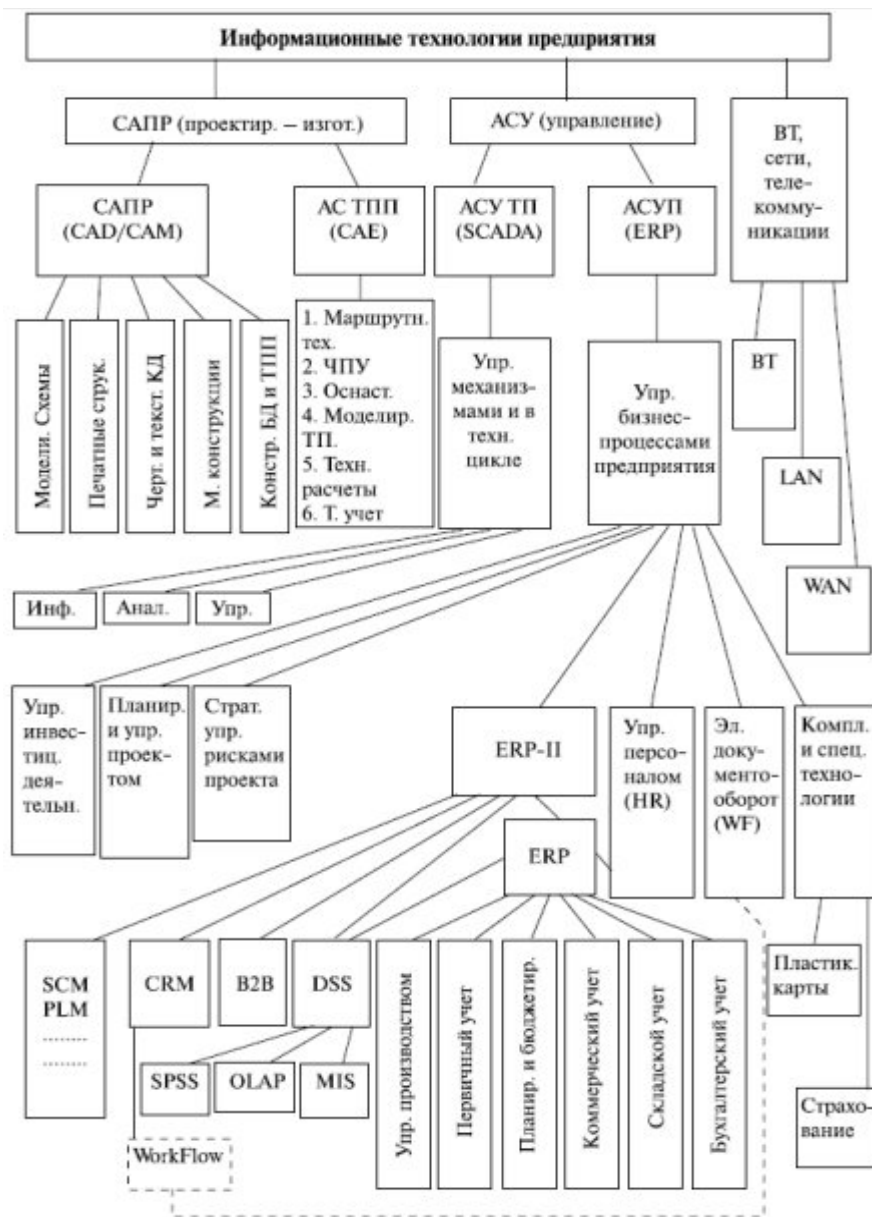 Информационные технологии предприятия
САПР (проектир. – изгот.)
АСУ (управление)
ВТ,
сети,
теле-
комму-
никации
САПР
(CAD/CAM)
АС ТПП
(CAE)
АСУ ТП
(SCADA)
АСУП
(ERP)
Модели. Схемы
Печатные струк.
Черт. и текст. КД
М. конструкции
Констр. БД и ТПП
1. Маршрутн.
тех.
2. ЧПУ
3. Оснаст.
4. Моделир.
ТП.
5. Техн.
расчеты
6. Т. учет
Упр.
механиз-
мами и в
техн.
цикле
Упр.
бизнес-
процессами
предприятия
ВТ
LAN
WAN
Инф.
Анал.
Упр.
Упр.
инвес-
тиц.
дея-
тельн.
Планир.
и упр.
проек-
том
Страт.
упр.
рисками
проекта
ERP-II
Упр.
персо-
налом
(HR)
Эл.
доку-
менто-
оборот
(WF)
Компл.
и спец.
техно-
логии
ERP
SCM
PLM
..........
..........
CRM
B2B
DSS
SPSS
OLAP
MIS
WorkFlow
Упр. производством
Первичный учет
Планир. и бюджетир.
Коммерческий учет
Складской учет
Бухгалтерский учет
Пластик.
карты
Страхо-
вание